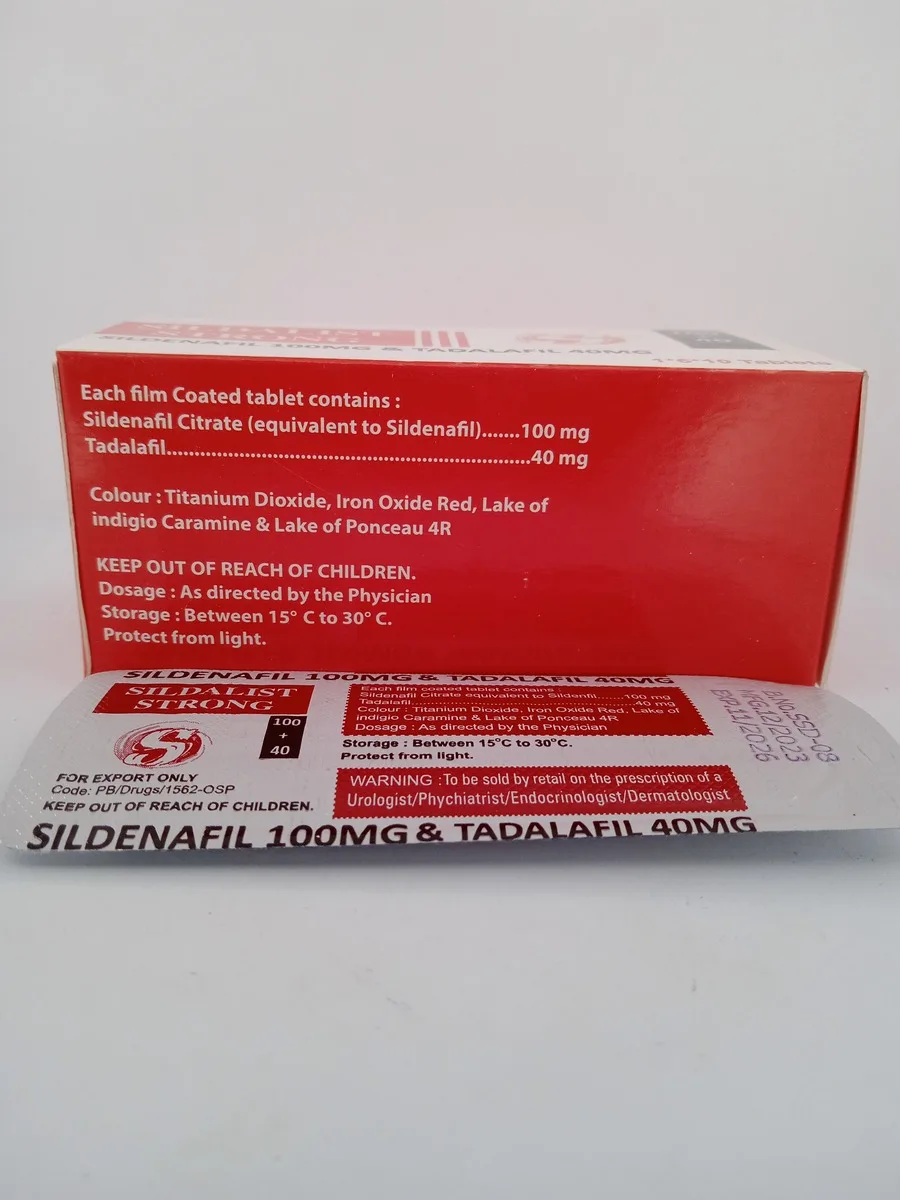 SILDALIST
STRONG
SILDENAFIL 100MG & TADALAFIL 40MG
40
1*6*10 Tablets
Each film Coated tablet contains :
Sildenafil Citrate (equivalent to Sildenafil).......100 mg
Tadalafil.................................................................40 mg
Colour : Titanium Dioxide, Iron Oxide Red, Lake of
indigio Caramine & Lake of Ponceau 4R
KEEP OUT OF REACH OF CHILDREN.
Dosage : As directed by the Physician
Storage : Between 15° C to 30° C.
Protect from light.
SILDENAFIL 100MG & TADALAFIL 40MG
SILDALIST
STRONG
100
+
40
FOR EXPORT ONLY
Code: PB/Drugs/1562-OSP
KEEP OUT OF REACH OF CHILDREN.
Each film coated tablet contains :
Sildenafil Citrate equivalent to Sildenfil......100 mg
Tadalafil.............................................40 mg
Colour : Titanium Dioxide, Iron Oxide Red, Lake of
indigio Caramine & Lake of Ponceau 4R
Dosage : As directed by the Physician
Storage : Between 15°C to 30°C.
Protect from light.
WARNING :To be sold by retail on the prescription of a
Urologist/Phychiatrist/Endocrinologist/Dermatologist
B.No.SSD-08
MFG.12/2023
EXP.11/2026
SILDENAFIL 100MG & TADALAFIL 40MG